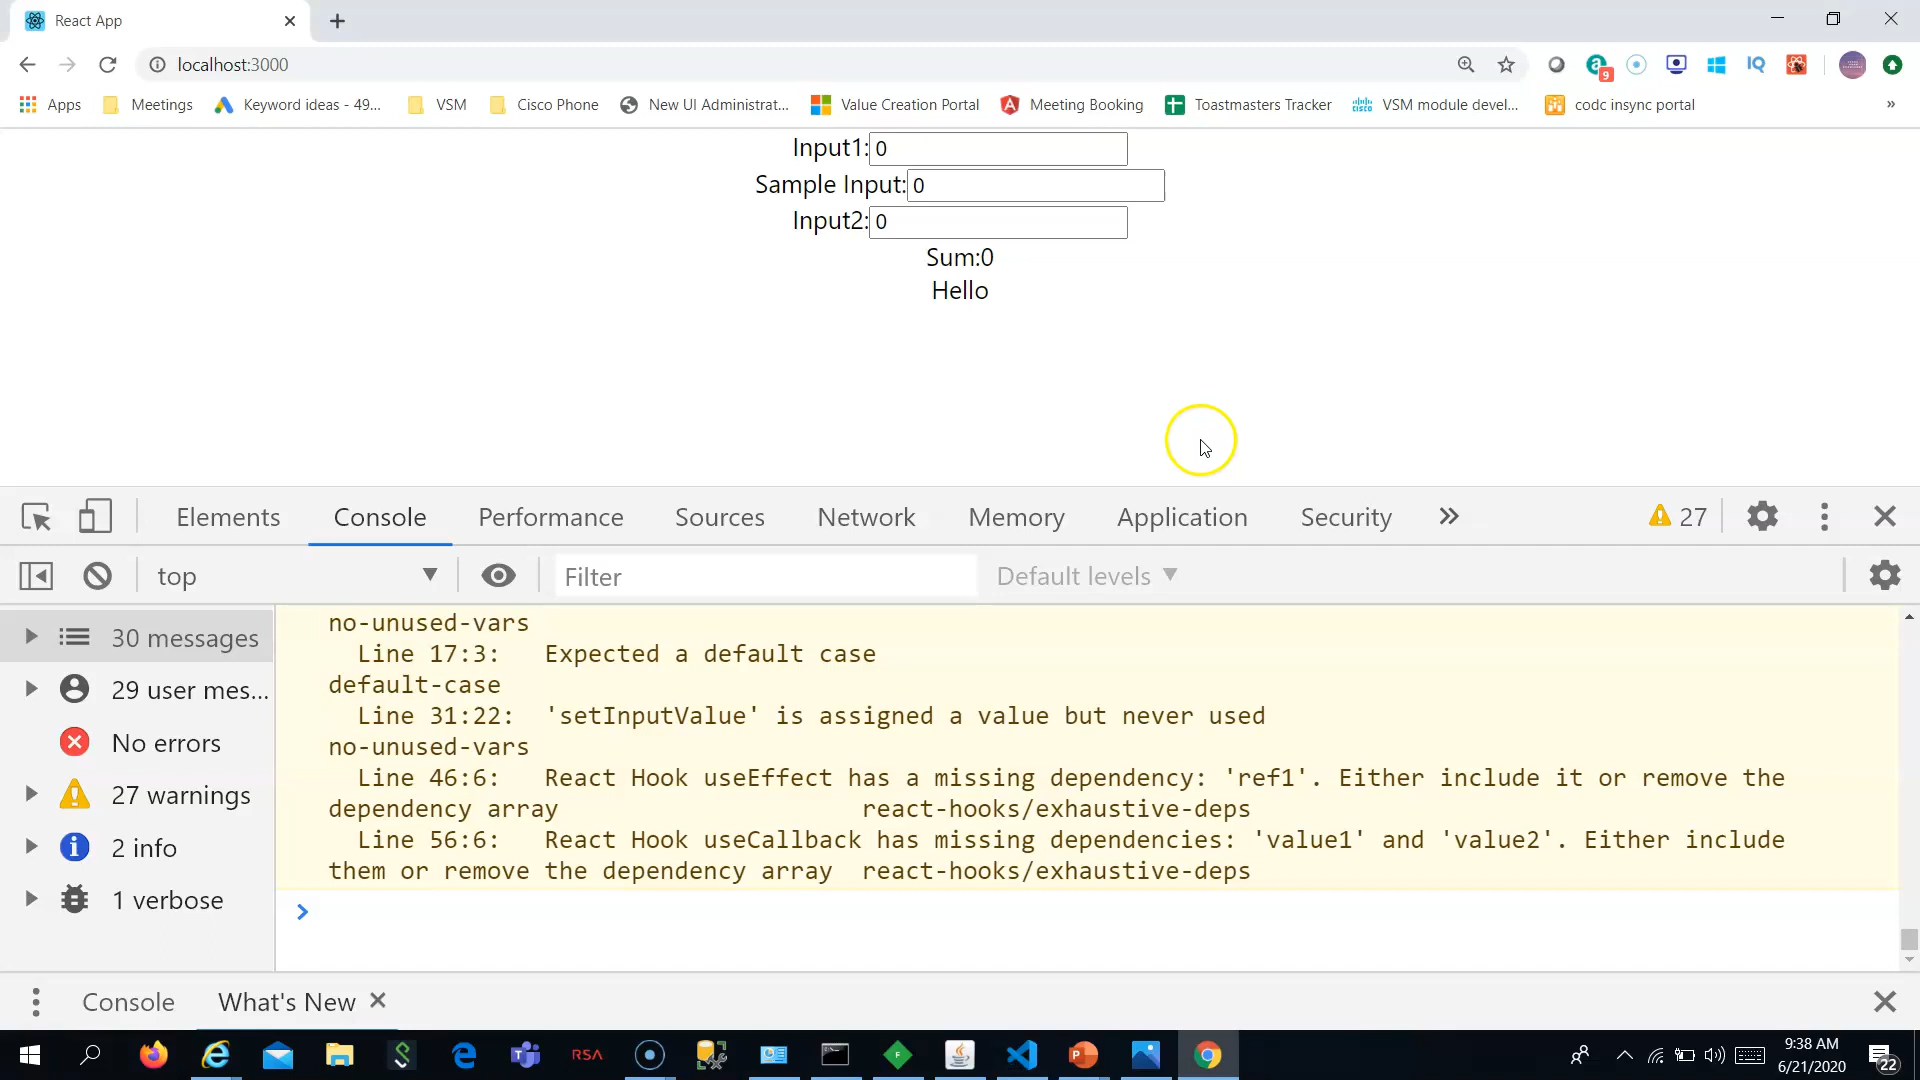 React App
localhost:3000
9
IQ
Apps
Meetings
Keyword ideas - 49...
VSM
Cisco Phone
New UI Administrat...
Value Creation Portal
Meeting Booking
Toastmasters Tracker
cisco
VSM module devel...
codc insync portal
»
Input1: 0
Sample Input: 0
Input2: 0
Sum:0
Hello
Elements Console Performance Sources Network Memory Application Security » 27
top Filter Default levels
30 messages
29 user mes...
No errors
27 warnings
2 info
1 verbose
no-unused-vars
Line 17:3: Expected a default case
default-case
Line 31:22: 'setInputValue' is assigned a value but never used
no-unused-vars
Line 46:6: React Hook useEffect has a missing dependency: 'ref1'. Either include it or remove the
dependency array react-hooks/exhaustive-deps
Line 56:6: React Hook useCallback has missing dependencies: 'value1' and 'value2'. Either include
them or remove the dependency array react-hooks/exhaustive-deps
>
Console What's New
RSA
9:38 AM
6/21/2020
22